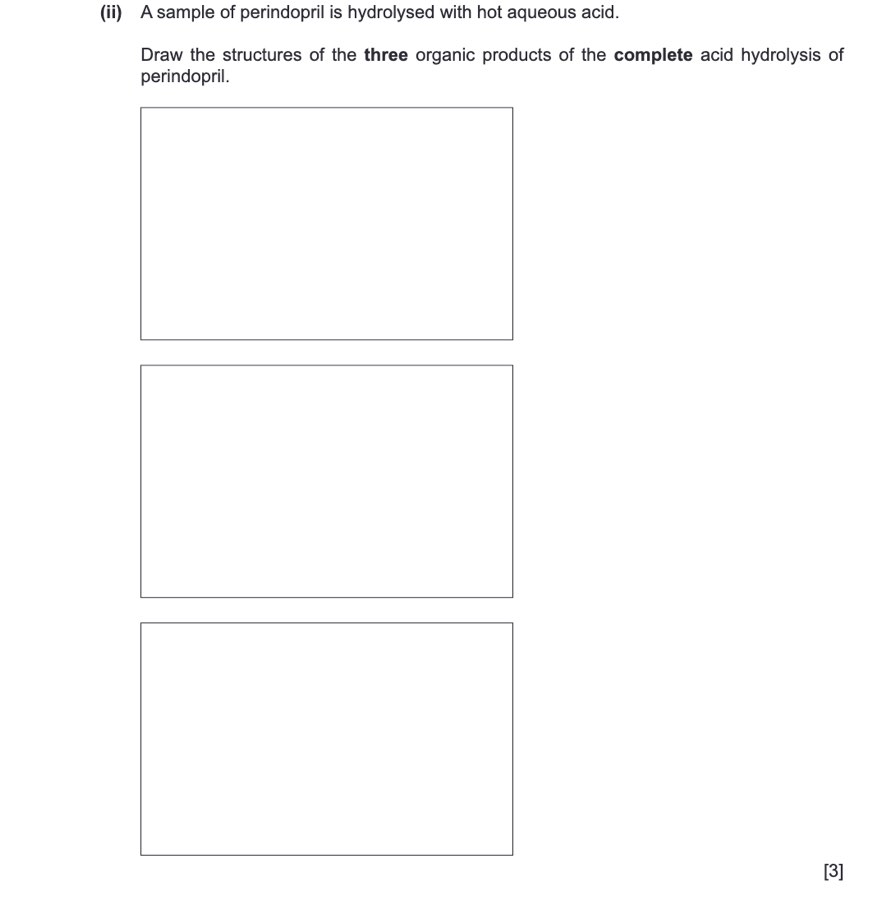 (ii) A sample of perindopril is hydrolysed with hot aqueous acid.
Draw the structures of the three organic products of the complete acid hydrolysis of
perindopril.
[3]